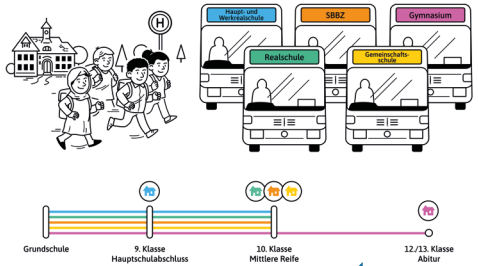 H
Haupt- und
Werkrealschule
SBBZ
Gymnasium
Realschule
Gemeinschafts-
schule
Grundschule
9. Klasse
Hauptschulabschluss
10. Klasse
Mittlere Reife
12./13. Klasse
Abitur